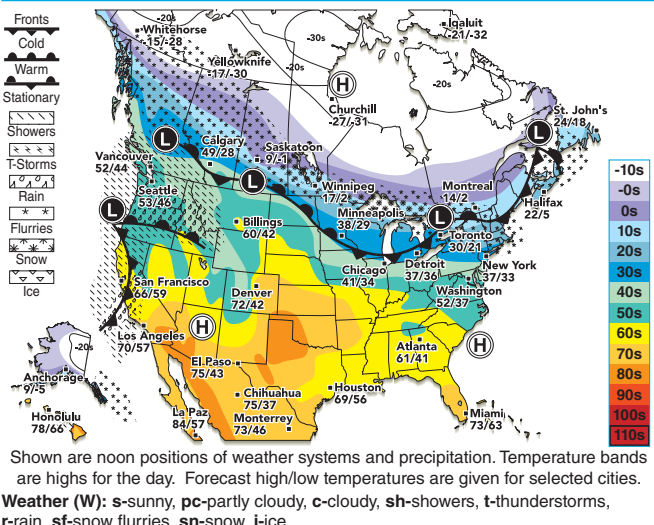 Fronts
Cold
Warm
Stationary
Showers
T-Storms
Rain
Flurries
Snow
Ice
-20s
Whitehorse
-15/-28
-30s
Iqaluit
-21/-32
Yellowknife
-17/-30
-20s
-20s
H
Churchill
-27/-31
St. John's
24/18
L
L
Calgary
49/28
Saskatoon
9/-1
Vancouver
52/44
L
Winnipeg
17/2
Montreal
14/2
Halifax
22/5
Seattle
53/46
L
Billings
60/42
Minneapolis
38/29
L
Toronto
30/21
San Francisco
66/59
Denver
72/42
Chicago
41/34
Detroit
37/36
New York
37/33
Washington
52/37
Los Angeles
70/57
H
H
Atlanta
61/41
El Paso
75/43
-20s
Anchorage
9/-5
Chihuahua
75/37
Houston
69/56
Honolulu
78/66
La Paz
84/57
Monterrey
73/46
Miami
73/63
-10s
-0s
0s
10s
20s
30s
40s
50s
60s
70s
80s
90s
100s
110s
Shown are noon positions of weather systems and precipitation. Temperature bands
are highs for the day. Forecast high/low temperatures are given for selected cities.
Weather (W): s-sunny, pc-partly cloudy, c-cloudy, sh-showers, t-thunderstorms,
r-rain, sf-snow flurries, sn-snow, i-ice